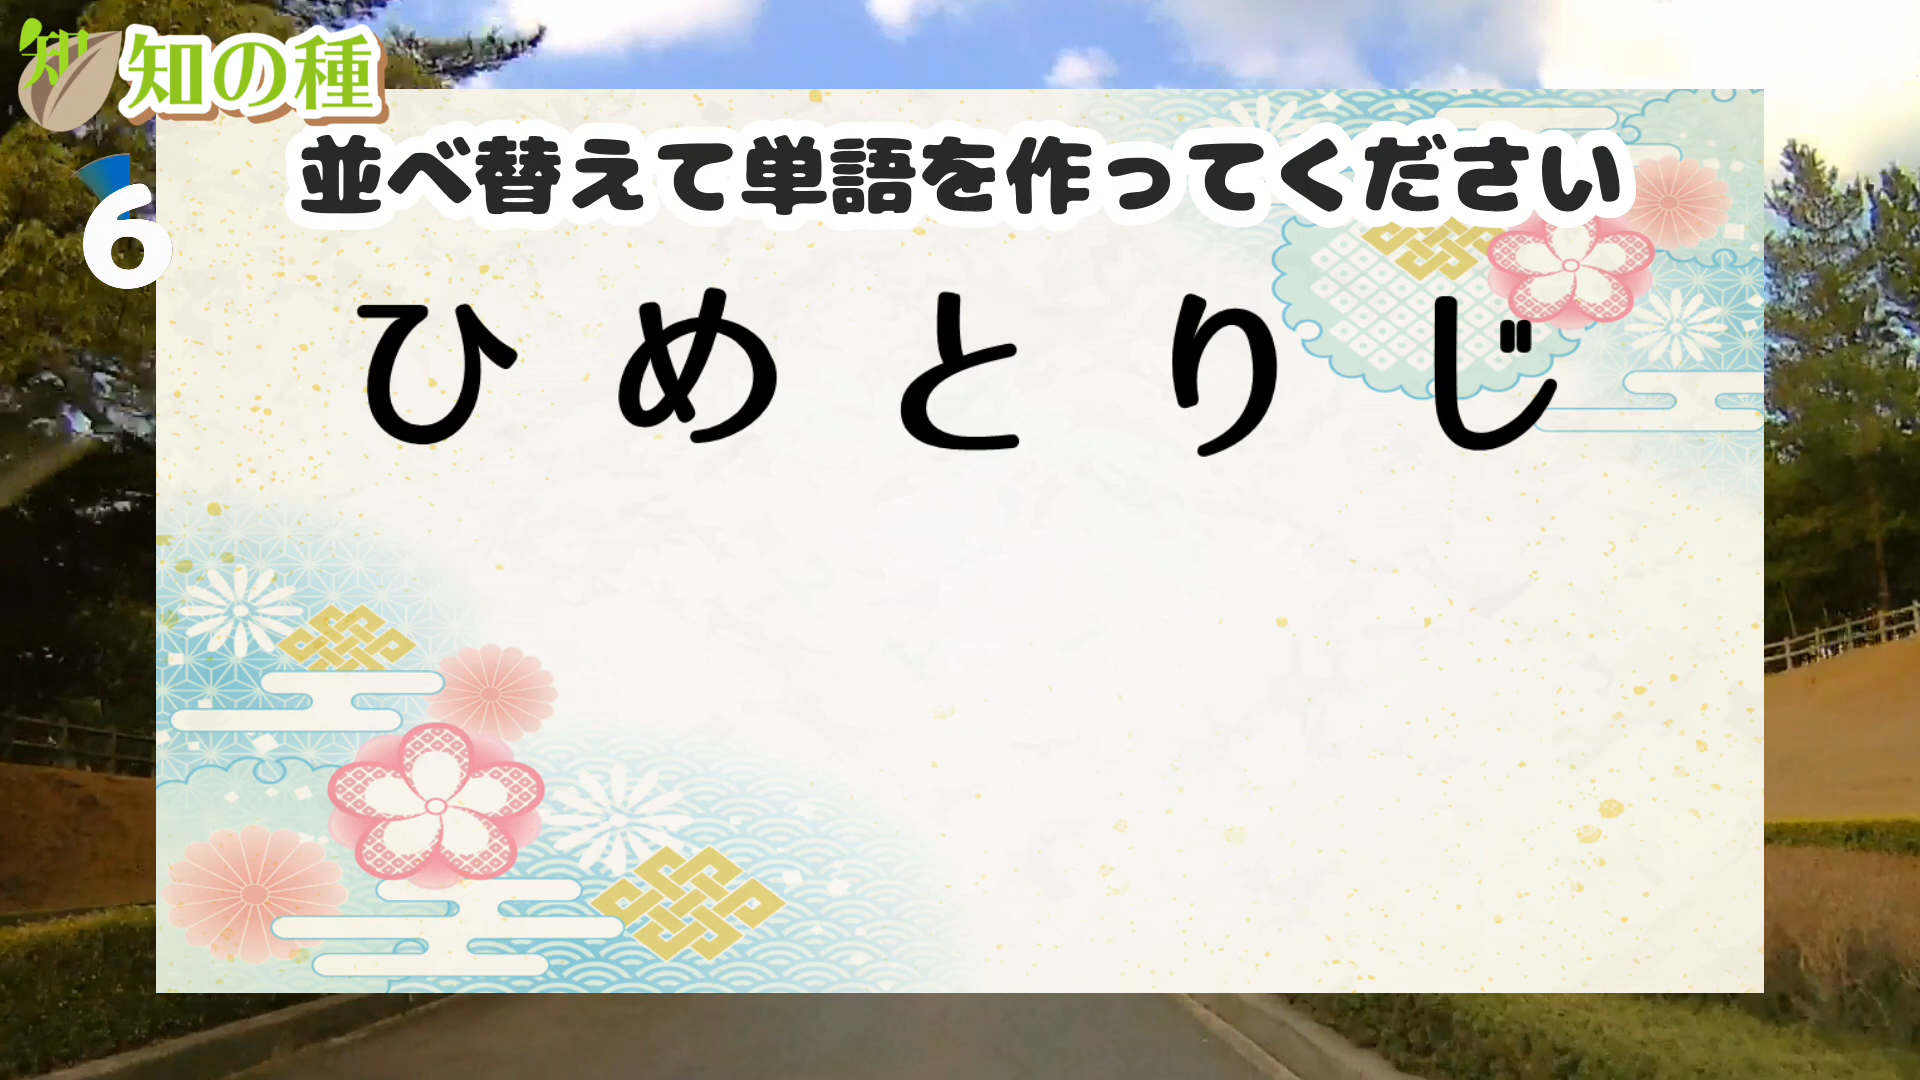 知 知の種
並べ替えて単語を作ってください
6
ひ め と り じ